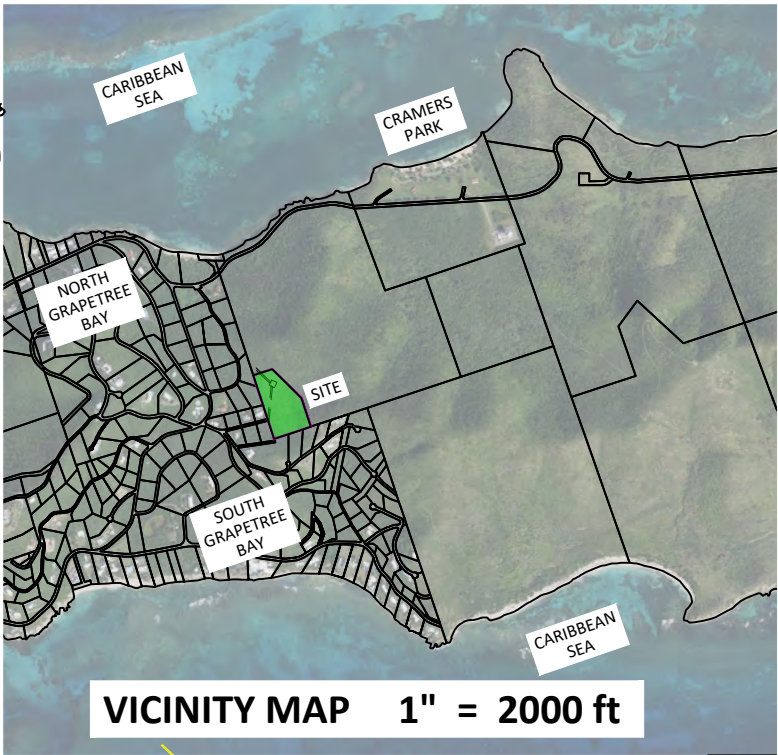 CARIBBEAN
SEA
CRAMERS
PARK
NORTH
GRAPETREE
BAY
SITE
SOUTH
GRAPETREE
BAY
CARIBBEAN
SEA
VICINITY MAP 1" = 2000 ft